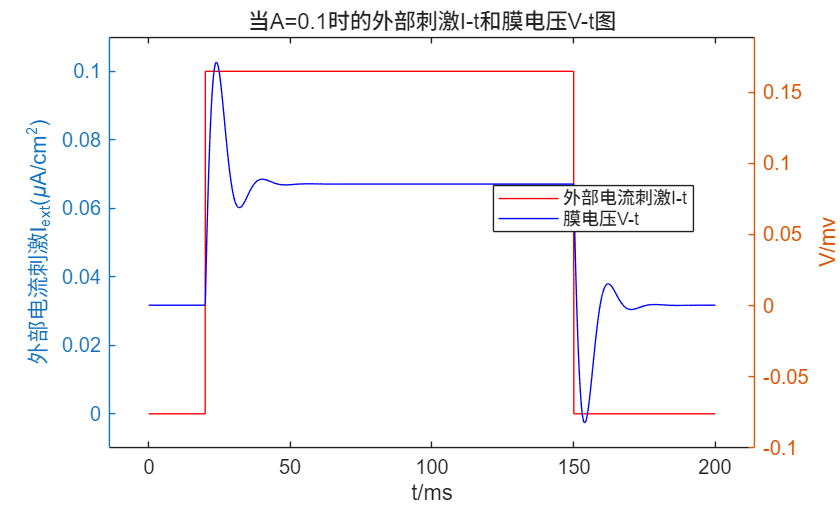 当A=0.1时的外部刺激I-t和膜电压V-t图
外部电流刺激I_ext(μA/cm²)
0.1
0.08
0.06
0.04
0.02
0
0.15
0.1
0.05
0
-0.05
-0.1
V/mv
外部电流刺激I-t
膜电压V-t
0 50 100 150 200
t/ms